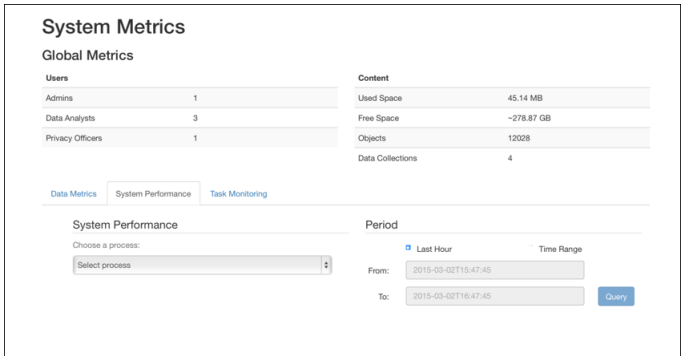 System Metrics
Global Metrics
Users
Admins 1
Data Analysts 3
Privacy Officers 1
Content
Used Space 45.14 MB
Free Space ~278.87 GB
Objects 12028
Data Collections 4
Data Metrics System Performance Task Monitoring
System Performance
Choose a process:
Select process
Period
Last Hour Time Range
From: 2015-03-02T15:47:45
To: 2015-03-02T16:47:45 Query